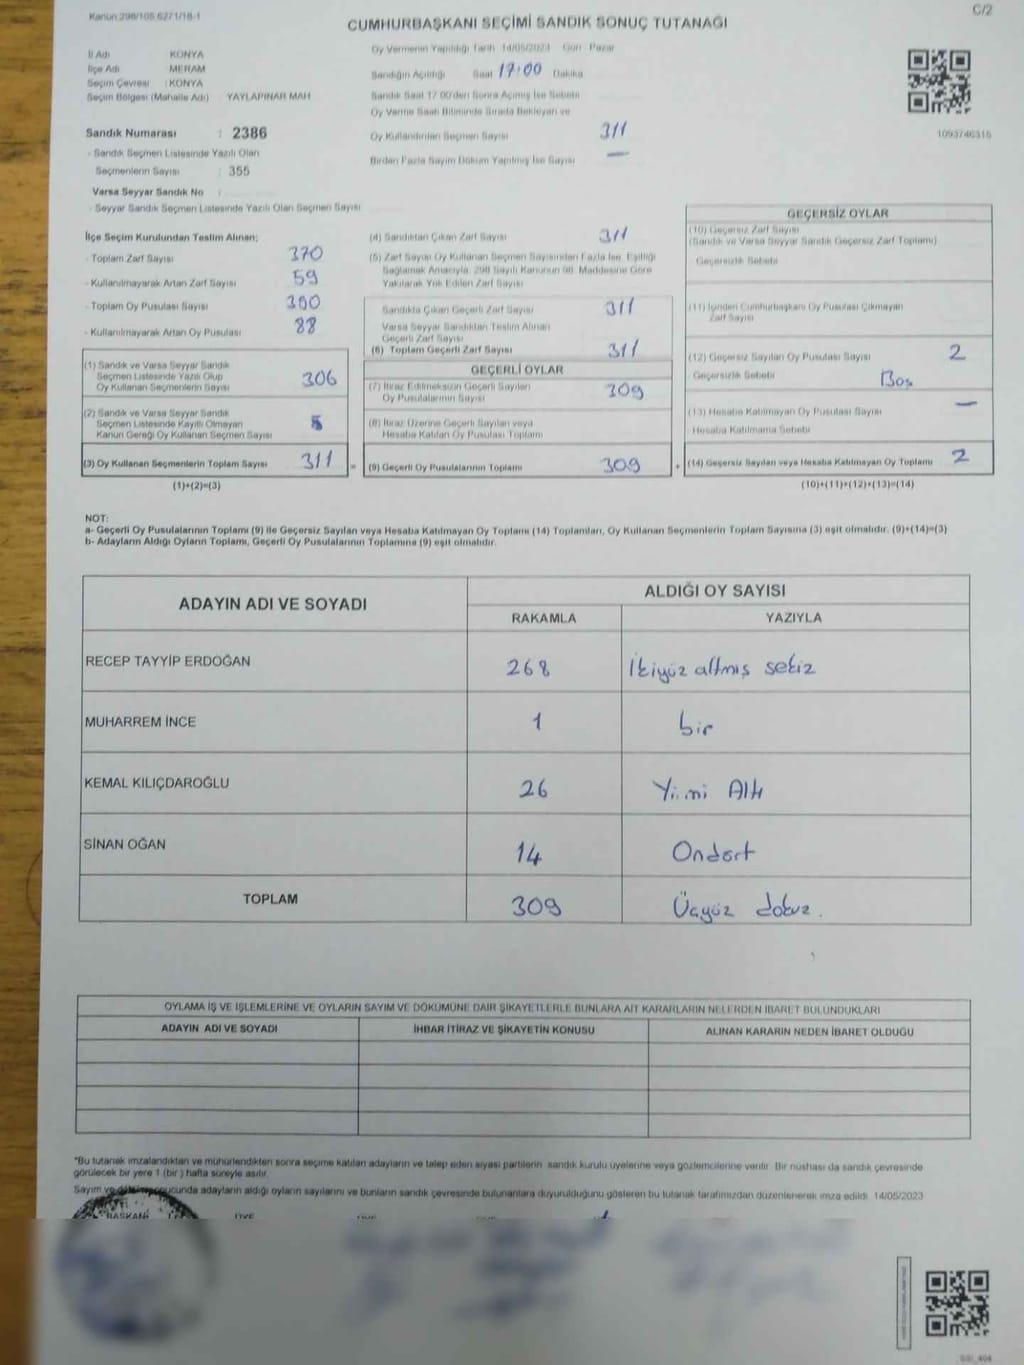 Kanun:298/105,6271/18-1
C/2
CUMHURBAŞKANI SEÇİMİ SANDIK SONUÇ TUTANAĞI
İl Adı KONYA
İlçe Adı MERAM
Seçim Çevresi : KONYA
Seçim Bölgesi (Mahalle Adı) YAYLAPINAR MAH
Sandık Numarası : 2386
- Sandık Seçmen Listesinde Yazılı Olan
Seçmenlerin Sayısı : 355
Varsa Seyyar Sandık No :
- Seyyar Sandık Seçmen Listesinde Yazılı Olan Seçmen Sayısı
Oy Vermenin Yapıldığı Tarih 14/05/2023 Gün Pazar
Sandığın Açıldığı Saat 17:00 Dakika
Sandık Saat 17:00'den Sonra Açılmış İse Sebebi
Oy Verme Saati Bitiminde Sırada Bekleyen ve
Oy Kullandırılan Seçmen Sayısı 311
Birden Fazla Sayım Döküm Yapılmış İse Sayısı —
1093746315
İlçe Seçim Kurulundan Teslim Alınan;
- Toplam Zarf Sayısı 370
- Kullanılmayarak Artan Zarf Sayısı 59
- Toplam Oy Pusulası Sayısı
- Kullanılmayarak Artan Oy Pusulası 88
(1) Sandık ve Varsa Seyyar Sandık
Seçmen Listesinde Yazılı Olup
Oy Kullanan Seçmenlerin Sayısı 306
(2) Sandık ve Varsa Seyyar Sandık
Seçmen Listesinde Kayıtlı Olmayan
Kanun Gereği Oy Kullanan Seçmen Sayısı 5
(3) Oy Kullanan Seçmenlerin Toplam Sayısı 311 =
(1)+(2)=(3)
(4) Sandıktan Çıkan Zarf Sayısı 311
(5) Zarf Sayısı Oy Kullanan Seçmen Sayısından Fazla İse, Eşitliği
Sağlamak Amacıyla, 298 Sayılı Kanunun 98. Maddesine Göre
Yakılarak Yok Edilen Zarf Sayısı
Sandıkta Çıkan Geçerli Zarf Sayısı 311
Varsa Seyyar Sandıktan Teslim Alınan
Geçerli Zarf Sayısı
(6) Toplam Geçerli Zarf Sayısı 311
GEÇERLİ OYLAR
(7) İtiraz Edilmeksizin Geçerli Sayılan
Oy Pusulalarının Sayısı 309
(8) İtiraz Üzerine Geçerli Sayılan veya
Hesaba Katılan Oy Pusulası Toplamı
(9) Geçerli Oy Pusulalarının Toplamı 309 +
GEÇERSİZ OYLAR
(10) Geçersiz Zarf Sayısı
(Sandık ve Varsa Seyyar Sandık Geçersiz Zarf Toplamı)
Geçersizlik Sebebi
(11) İçinden Cumhurbaşkanı Oy Pusulası Çıkmayan
Zarf Sayısı
(12) Geçersiz Sayılan Oy Pusulası Sayısı 2
Geçersizlik Sebebi Boş
(13) Hesaba Katılmayan Oy Pusulası Sayısı —
Hesaba Katılmama Sebebi
(14) Geçersiz Sayılan veya Hesaba Katılmayan Oy Toplamı 2
(10)+(11)+(12)+(13)=(14)
NOT:
a- Geçerli Oy Pusulalarının Toplamı (9) ile Geçersiz Sayılan veya Hesaba Katılmayan Oy Toplamı (14) Toplamları, Oy Kullanan Seçmenlerin Toplam Sayısına (3) eşit olmalıdır. (9)+(14)=(3)
b- Adayların Aldığı Oyların Toplamı, Geçerli Oy Pusulalarının Toplamına (9) eşit olmalıdır.
ADAYIN ADI VE SOYADI
ALDIĞI OY SAYISI
RAKAMLA YAZIYLA
RECEP TAYYİP ERDOĞAN 268 İkiyüz altmış sekiz
MUHARREM İNCE 1 bir
KEMAL KILIÇDAROĞLU 26 Yirmi Altı
SİNAN OĞAN 14 Ondört
TOPLAM 309 Üçyüz dokuz.
OYLAMA İŞ VE İŞLEMLERİNE VE OYLARIN SAYIM VE DÖKÜMÜNE DAİR ŞİKAYETLERLE BUNLARA AİT KARARLARIN NELERDEN İBARET BULUNDUKLARI
ADAYIN ADI VE SOYADI İHBAR İTİRAZ VE ŞİKAYETİN KONUSU ALINAN KARARIN NEDEN İBARET OLDUĞU
*Bu tutanak imzalandıktan ve mühürlendikten sonra seçime katılan adayların ve talep eden siyasi partilerin sandık kurulu üyelerine veya gözlemcilerine verilir. Bir nüshası da sandık çevresinde
görülecek bir yere 1 (bir ) hafta süreyle asılır.
Sayım ve döküm sonucunda adayların aldığı oyların sayılarını ve bunların sandık çevresinde bulunanlara duyurulduğunu gösteren bu tutanak tarafımızdan düzenlenerek imza edildi. 14/05/2023
BAŞKAN ÜYE